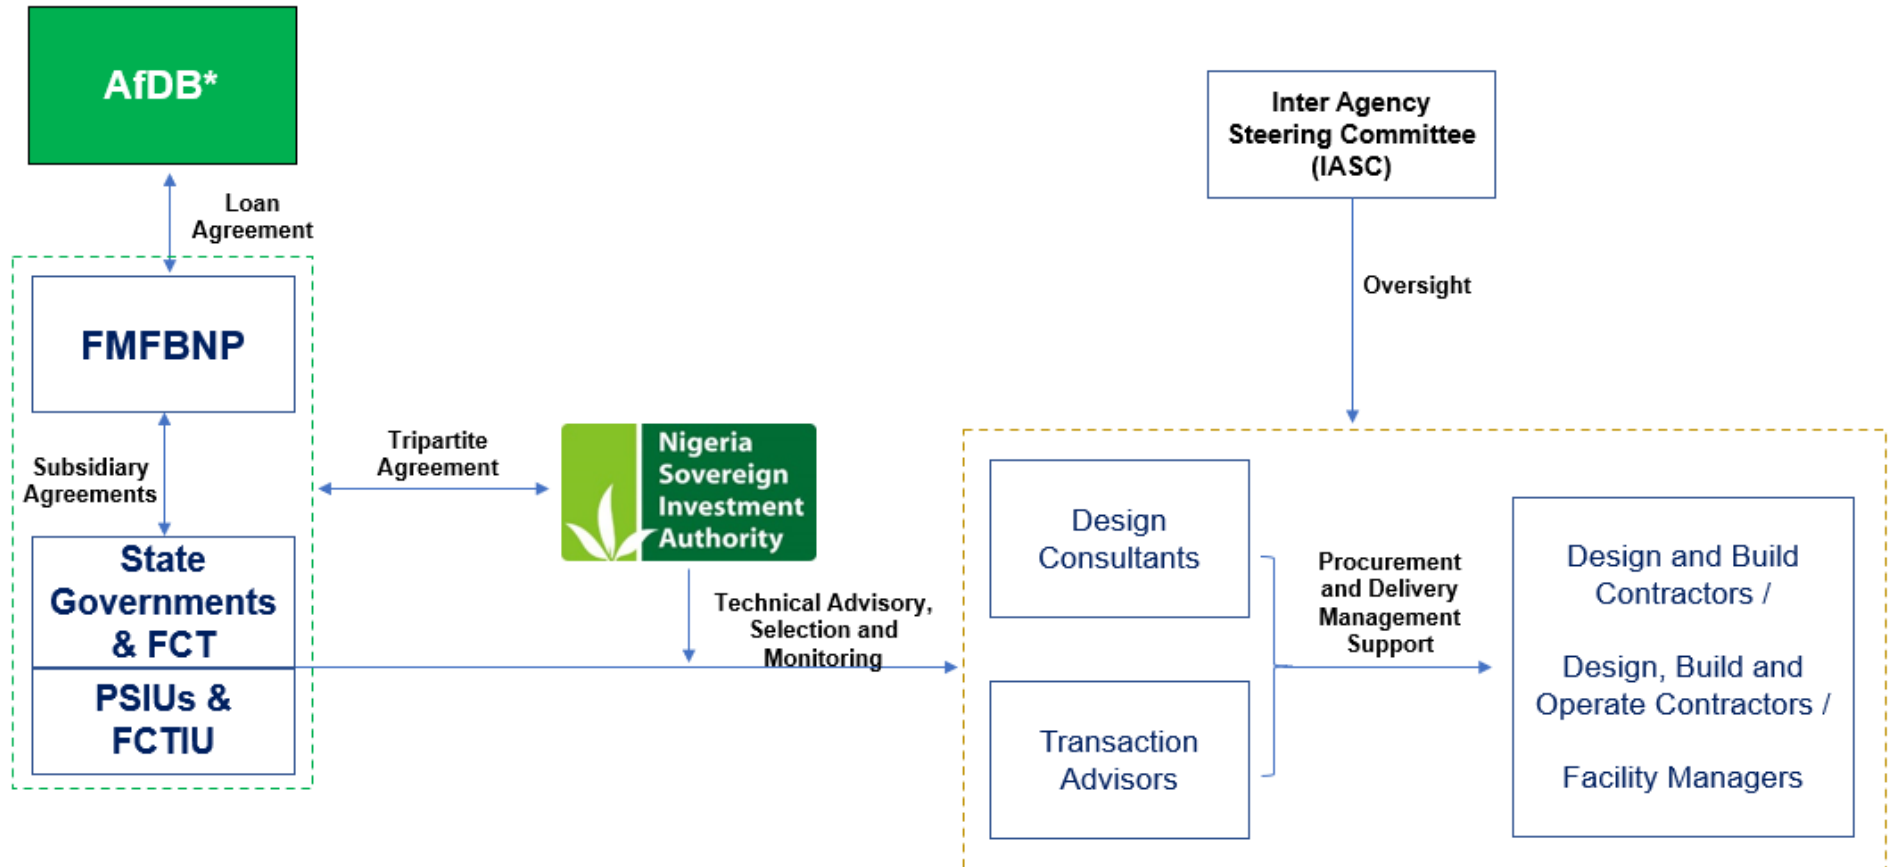 AfDB*
Loan
Agreement
FMFBNP
Subsidiary
Agreements
State
Governments
& FCT
PSIUs &
FCTIU
Tripartite
Agreement
Nigeria
Sovereign
Investment
Authority
Technical Advisory,
Selection and
Monitoring
Inter Agency
Steering Committee
(IASC)
Oversight
Design
Consultants
Transaction
Advisors
Procurement
and Delivery
Management
Support
Design and Build
Contractors /
Design, Build and
Operate Contractors /
Facility Managers